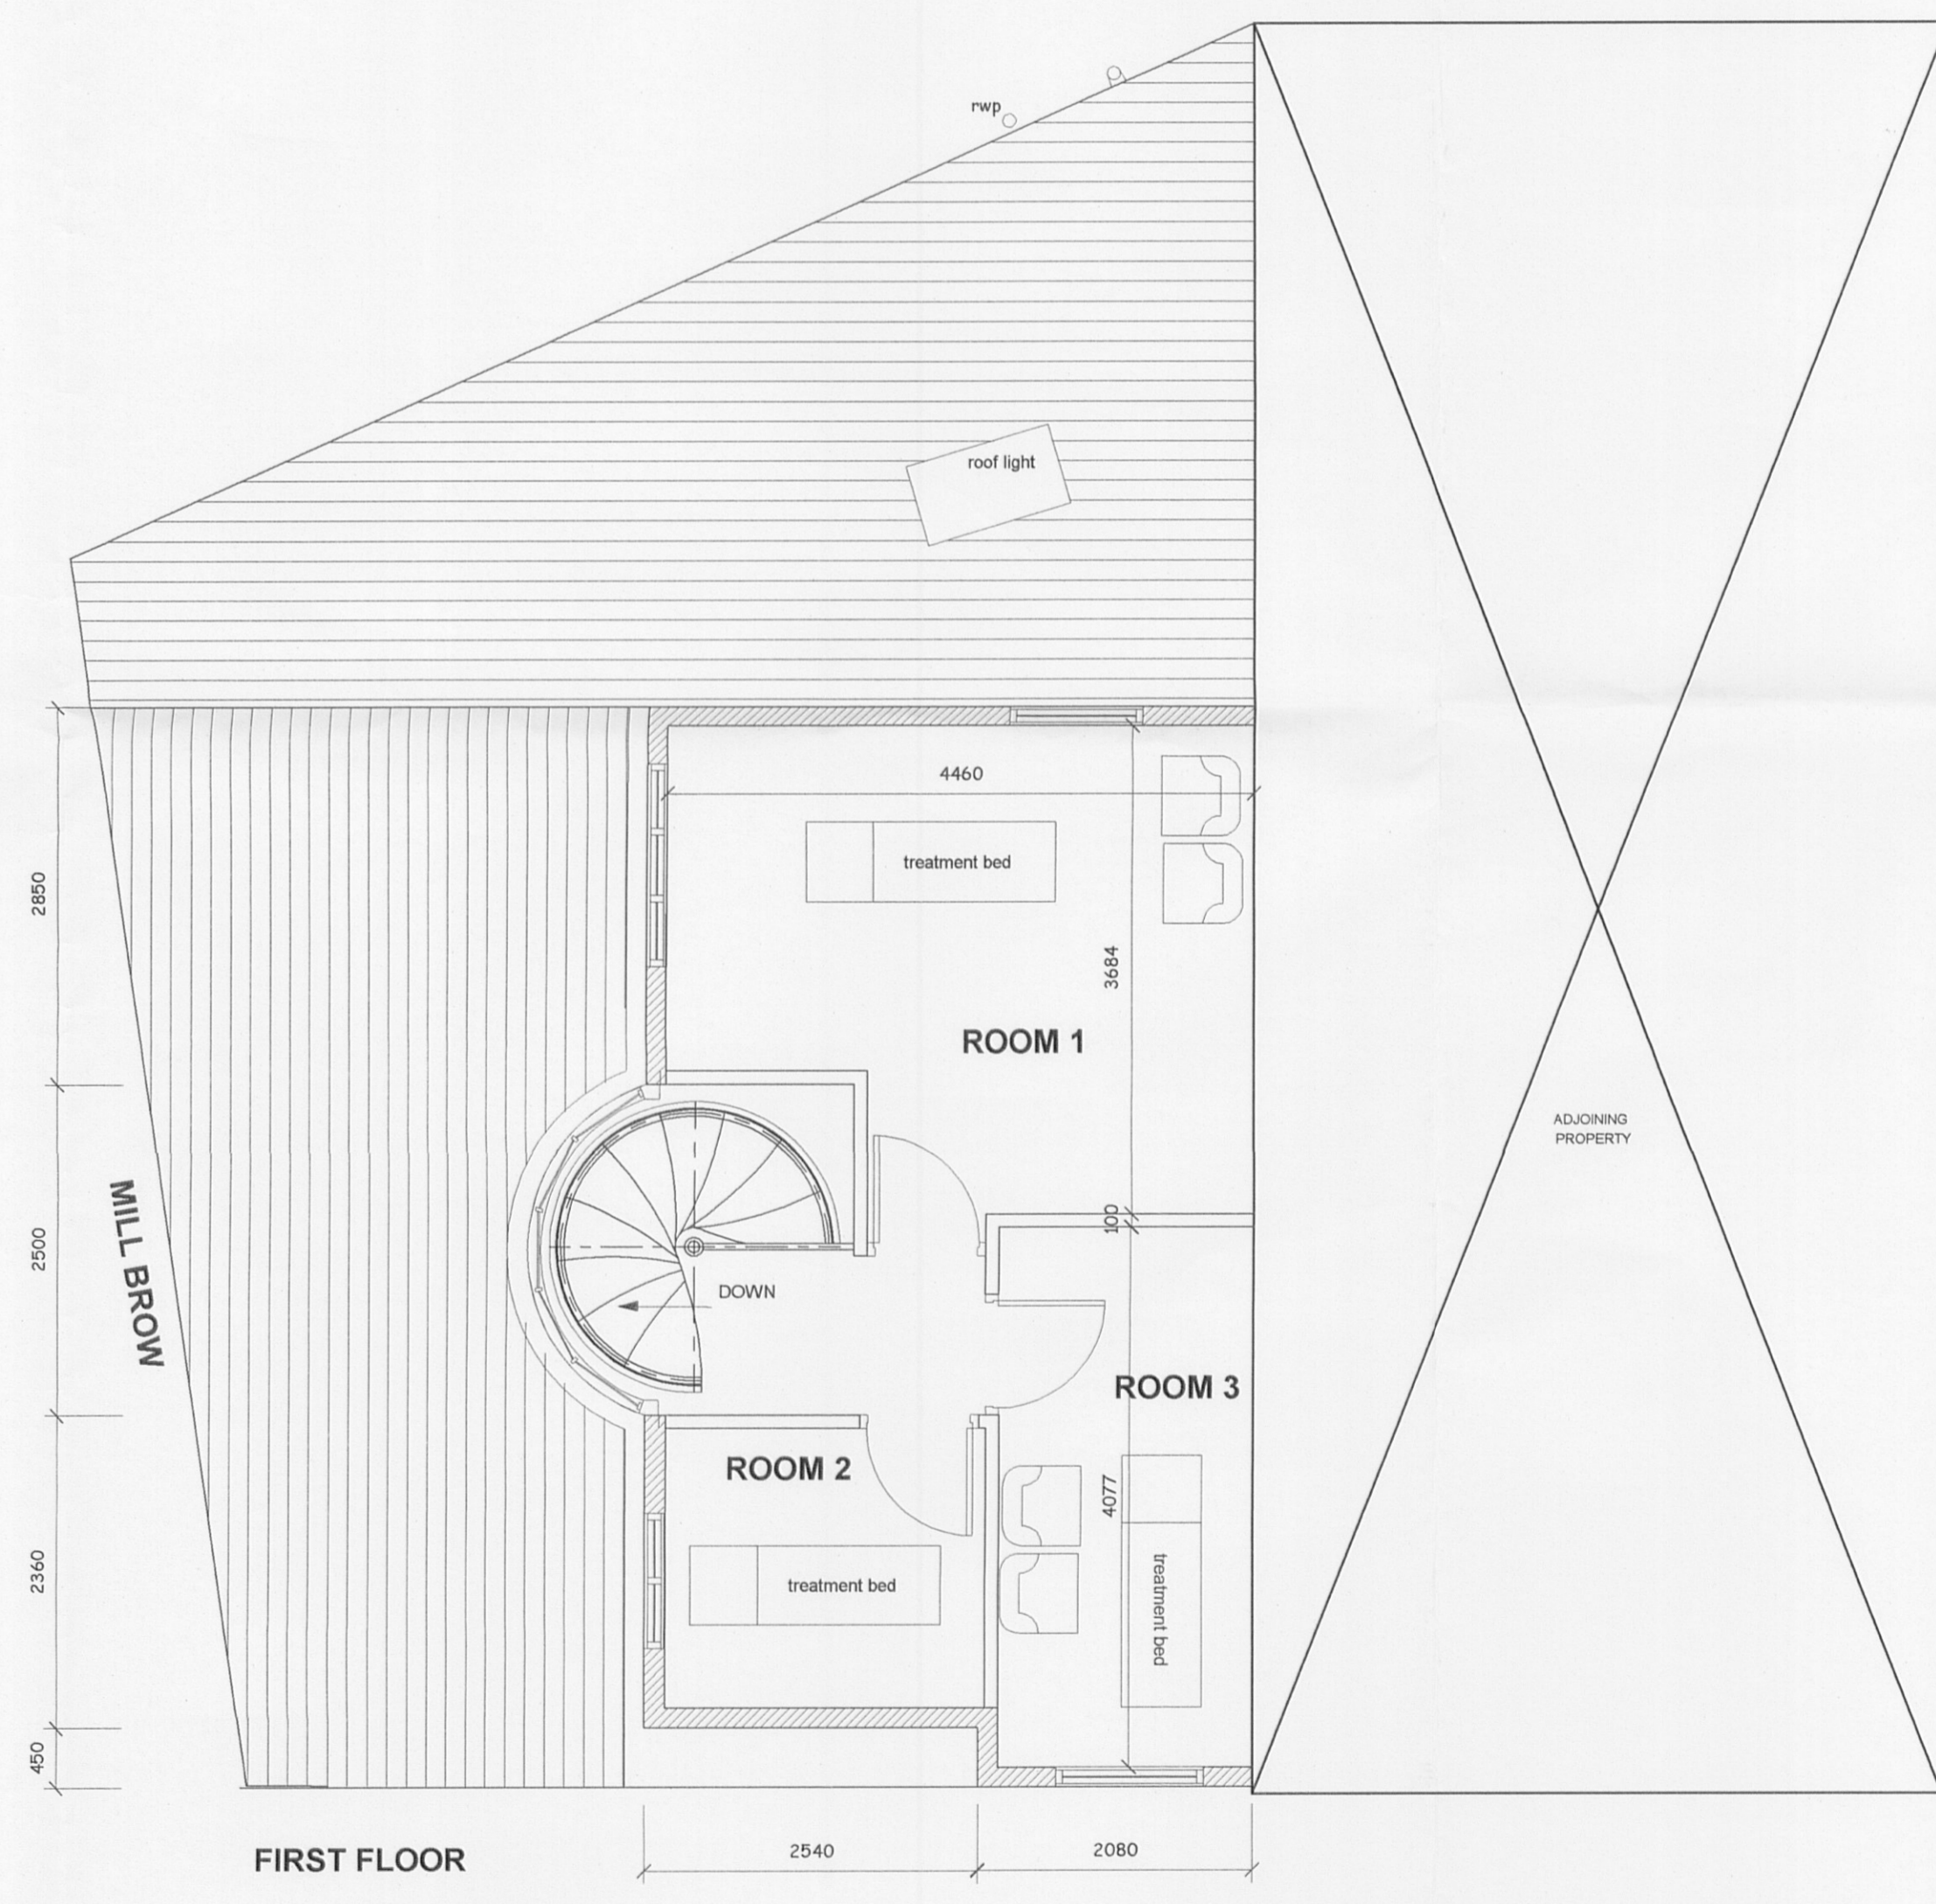 rwp
roof light
4460
treatment bed
2850
3684
ROOM 1
ADJOINING
PROPERTY
MILL BROW
100
2500
DOWN
ROOM 3
ROOM 2
4077
2360
treatment bed
treatment bed
450
2540
2080
FIRST FLOOR